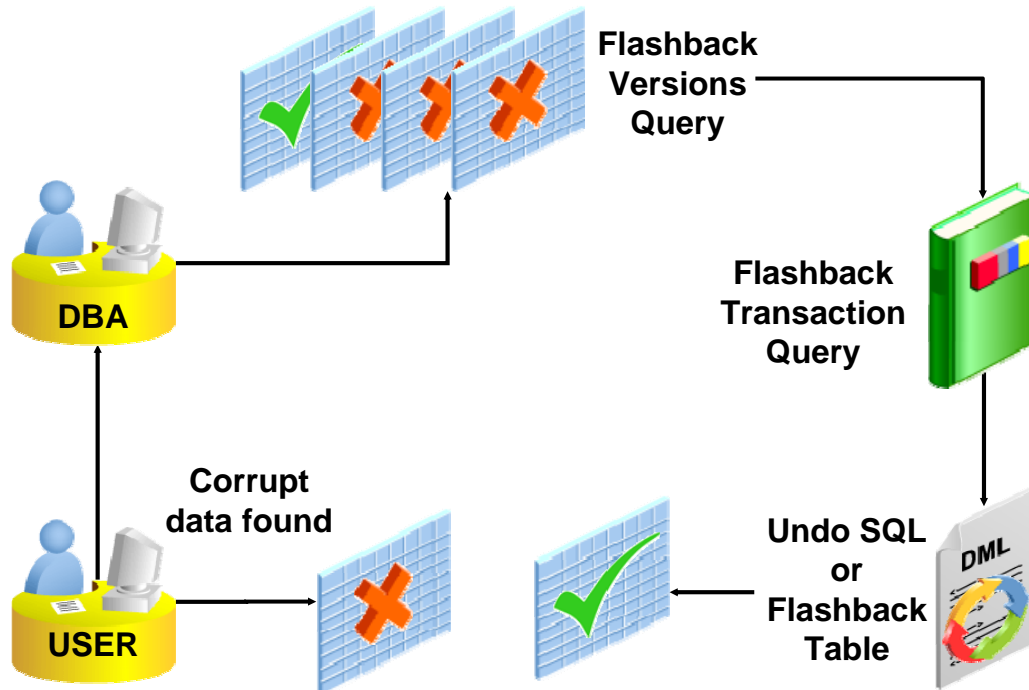 Flashback
Versions
Query
DBA
Flashback
Transaction
Query
Corrupt
data found
USER
Undo SQL
or
Flashback
Table
DML